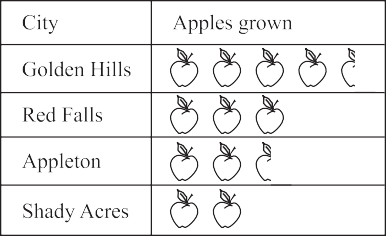 City Apples grown
Golden Hills
Red Falls
Appleton
Shady Acres